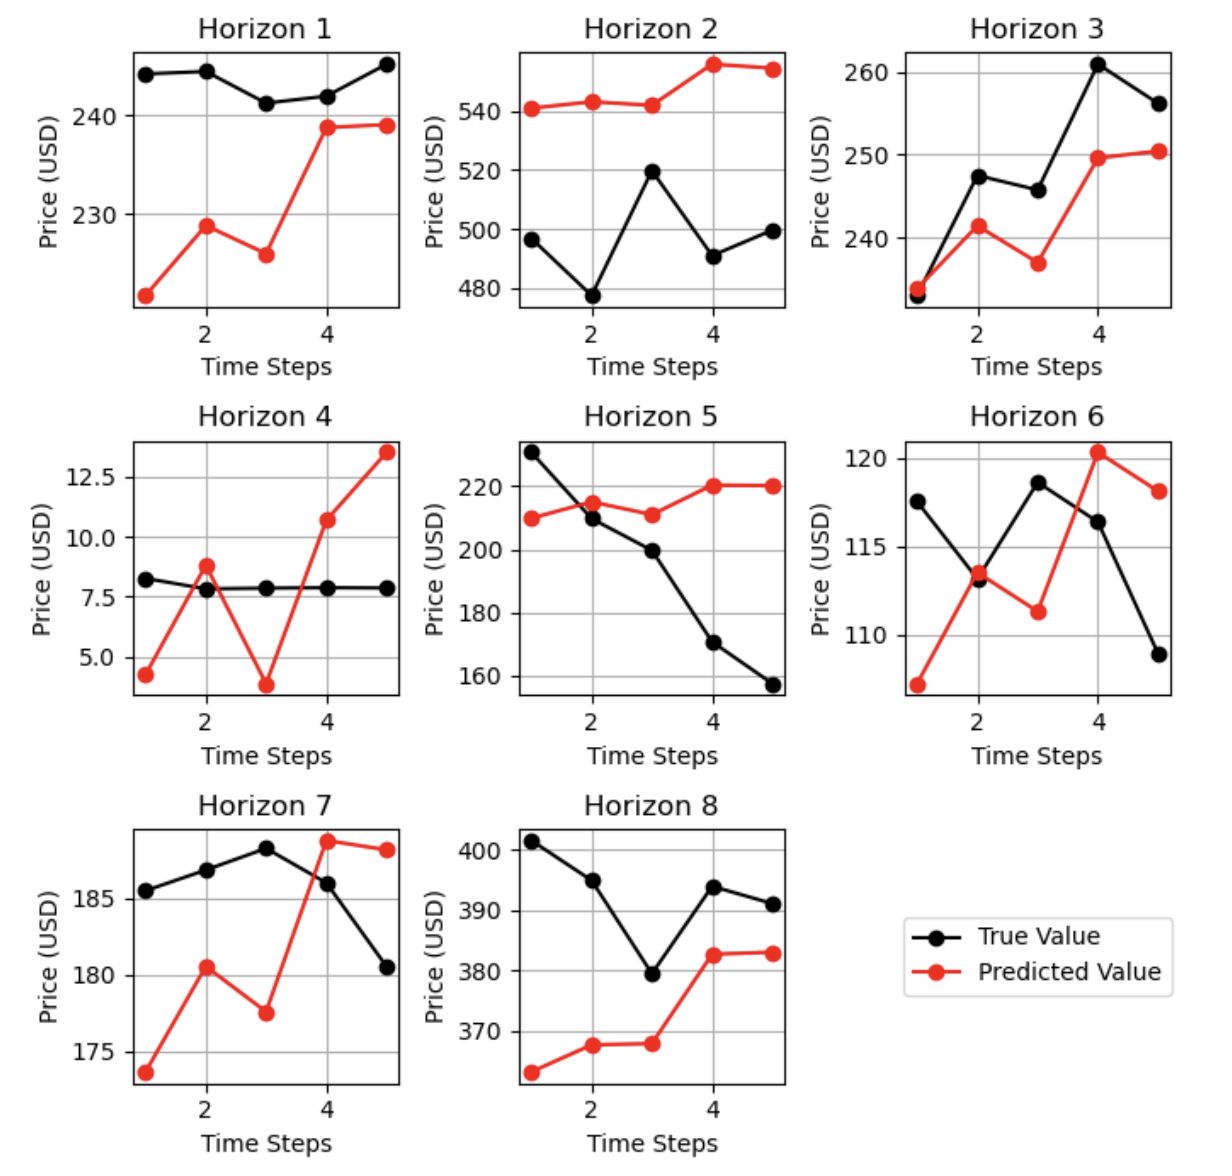 Horizon 1
Price (USD)
240
230
2 4
Time Steps
Horizon 2
Price (USD)
540
520
500
480
2 4
Time Steps
Horizon 3
Price (USD)
260
250
240
2 4
Time Steps
Horizon 4
Price (USD)
12.5
10.0
7.5
5.0
2 4
Time Steps
Horizon 5
Price (USD)
220
200
180
160
2 4
Time Steps
Horizon 6
Price (USD)
120
115
110
2 4
Time Steps
Horizon 7
Price (USD)
185
180
175
2 4
Time Steps
Horizon 8
Price (USD)
400
390
380
370
2 4
Time Steps
True Value
Predicted Value